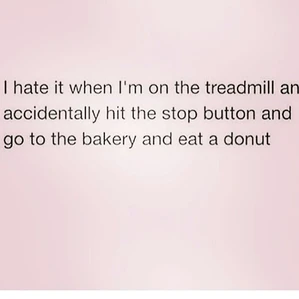 I hate it when I'm on the treadmill an
accidentally hit the stop button and
go to the bakery and eat a donut